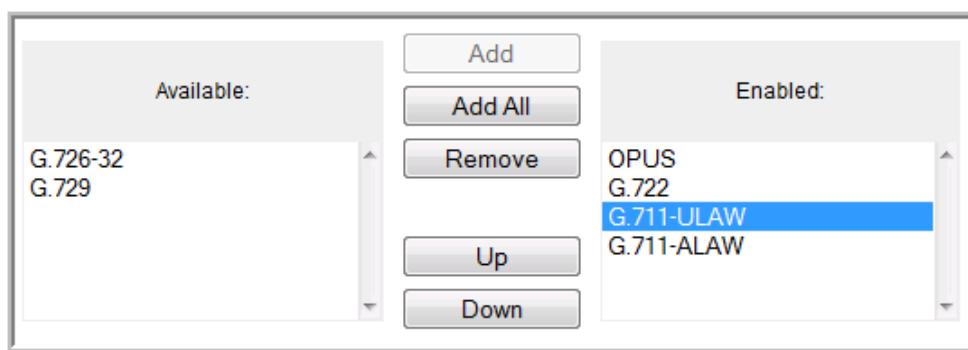 Available:
G.726-32
G.729
Add
Add All
Remove
Up
Down
Enabled:
OPUS
G.722
G.711-ULAW
G.711-ALAW